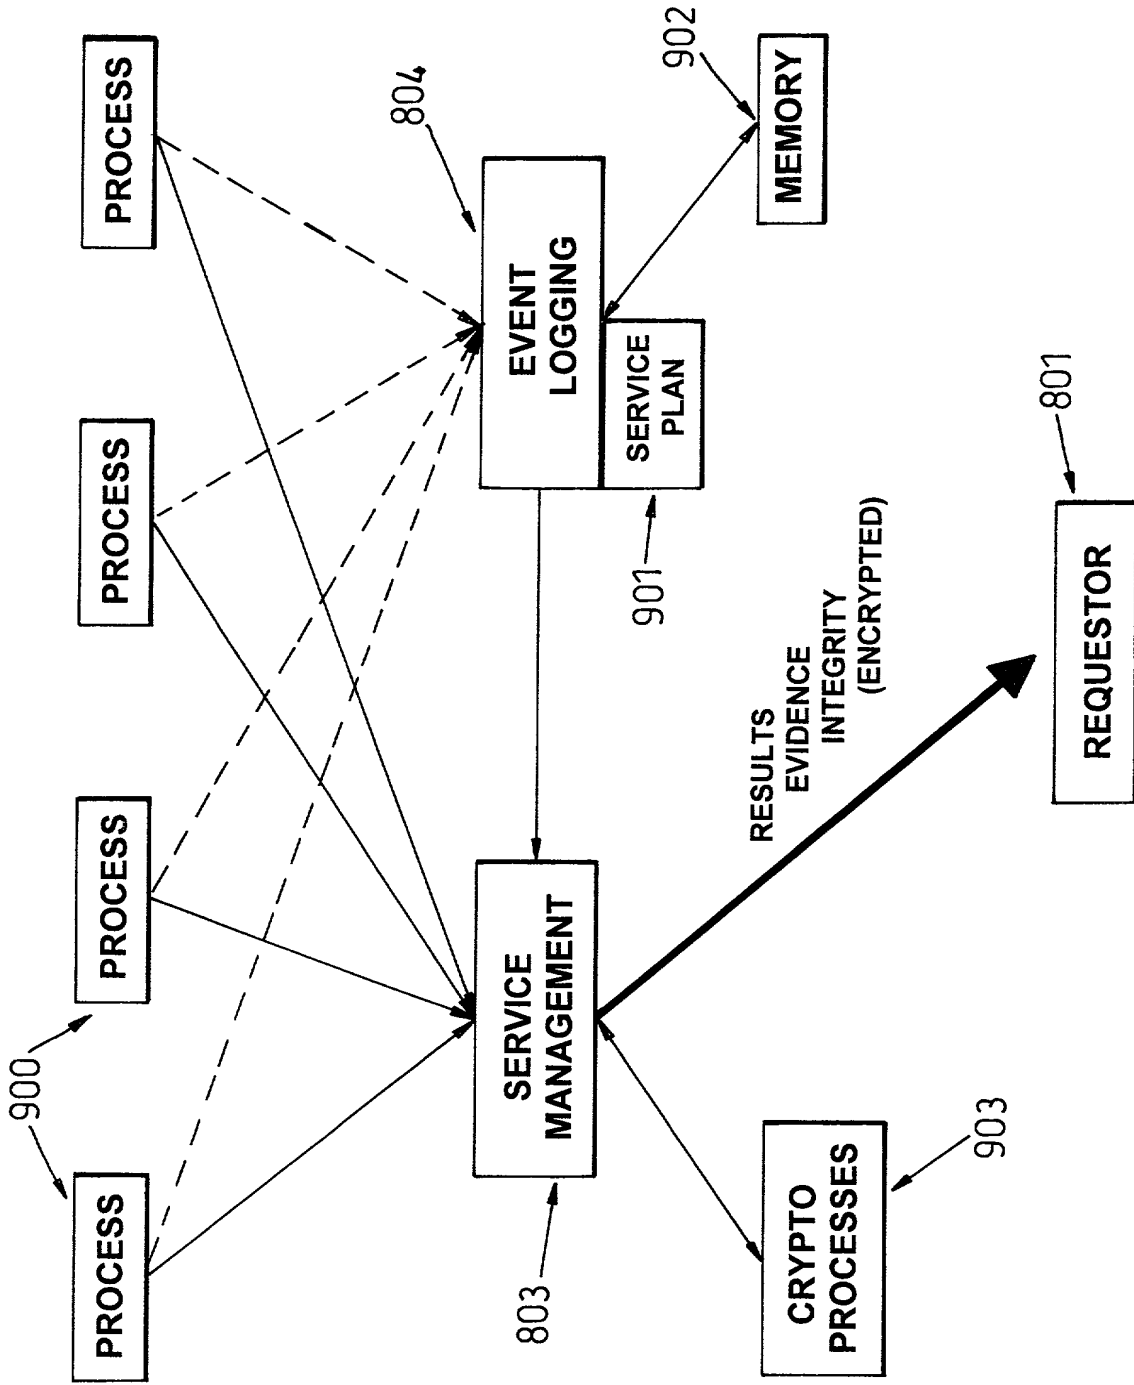 PROCESS
PROCESS
PROCESS
PROCESS
900
SERVICE
MANAGEMENT
803
EVENT
LOGGING
804
SERVICE
PLAN
901
MEMORY
902
CRYPTO
PROCESSES
903
RESULTS
EVIDENCE
INTEGRITY
(ENCRYPTED)
REQUESTOR
801